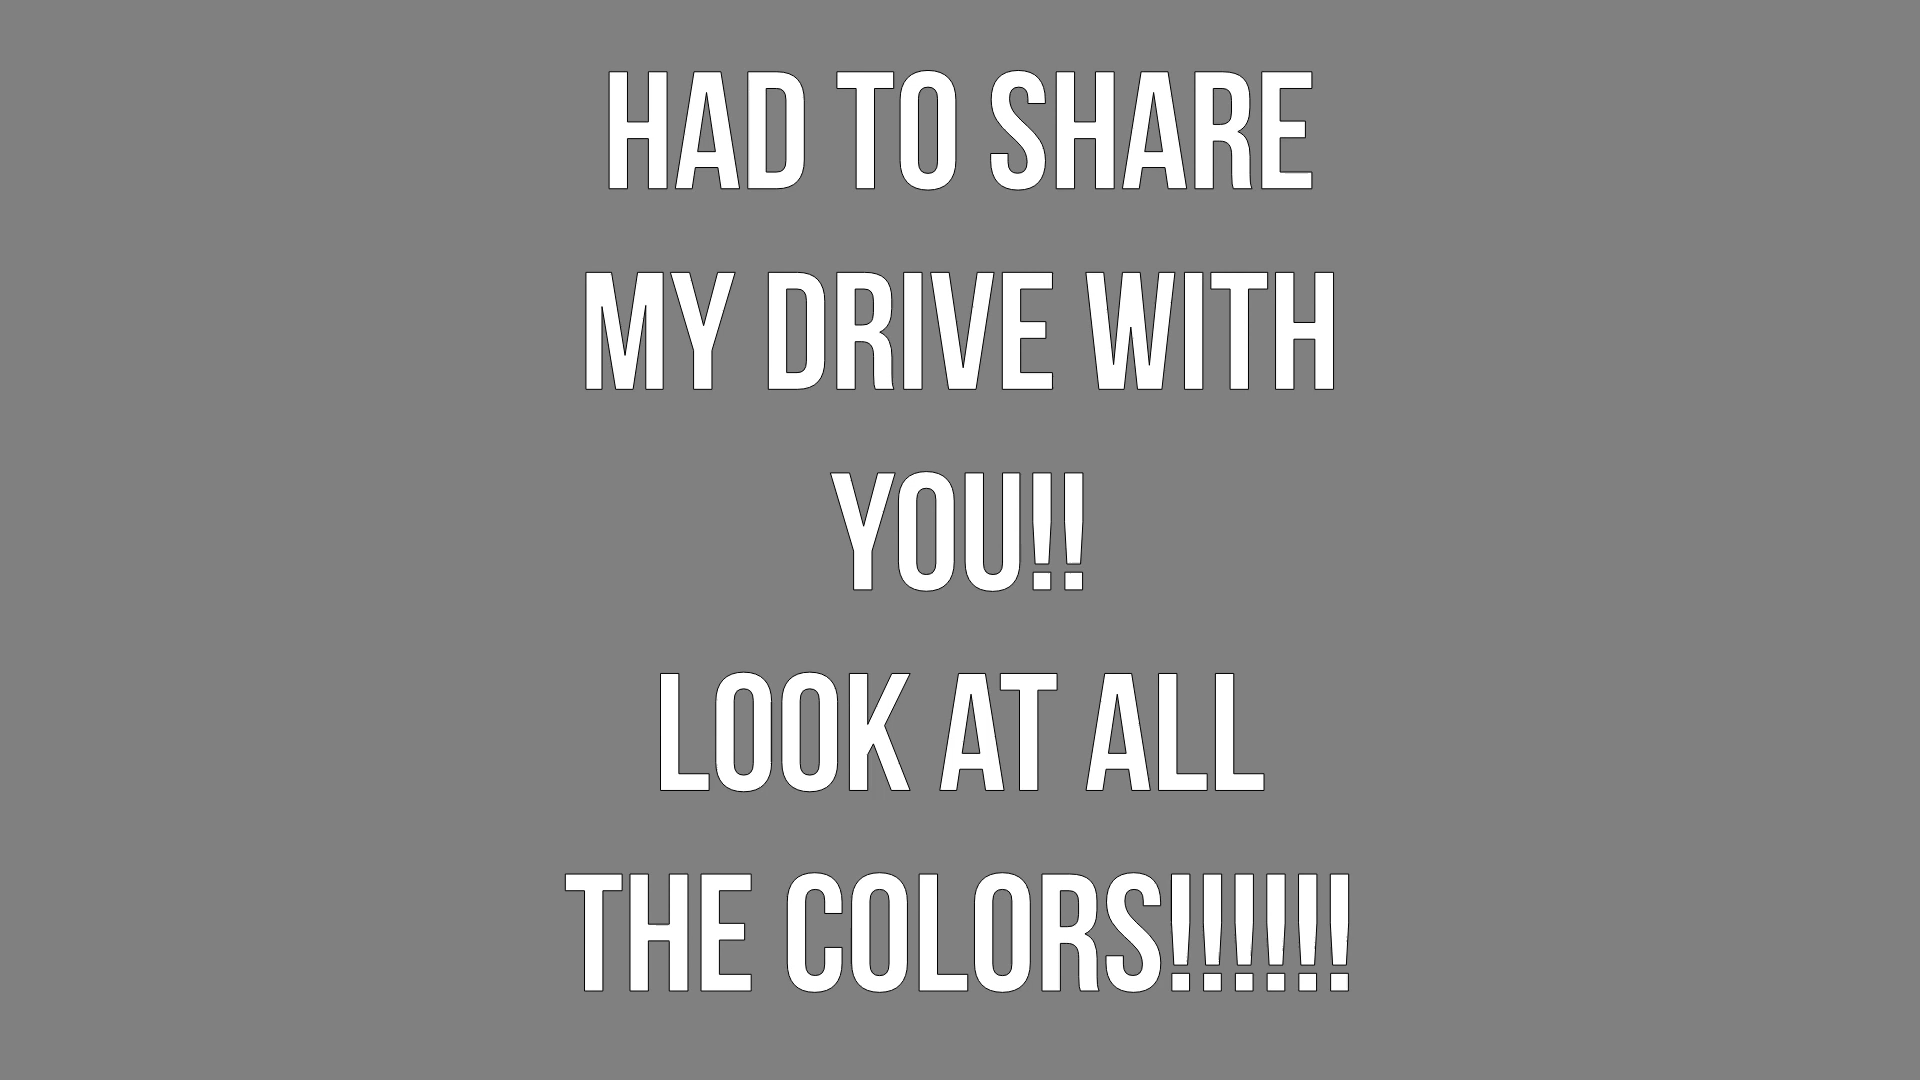 HAD TO SHARE
MY DRIVE WITH
YOU!!
LOOK AT ALL
THE COLORS!!!!!!